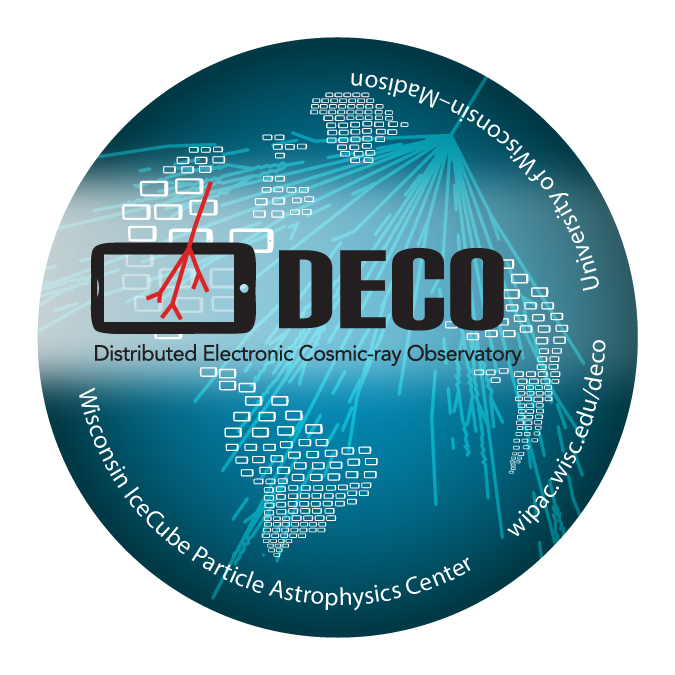 University of Wisconsin–Madison
DECO
Distributed Electronic Cosmic-ray Observatory
Wisconsin IceCube Particle Astrophysics Center
wipac.wisc.edu/deco